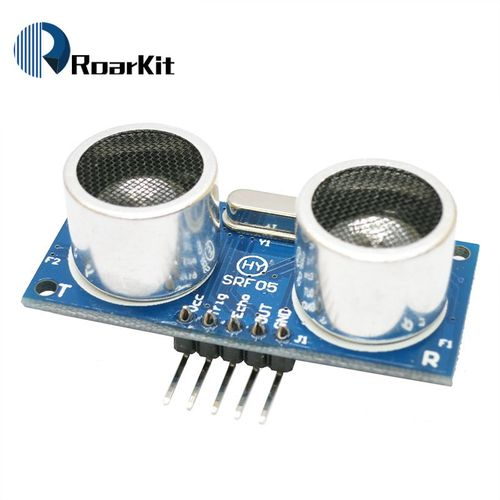 RoarKit
Y1
HY
SRF05
F2
T
Vcc
Trig
Echo
OUT
GND
J1
F1
R